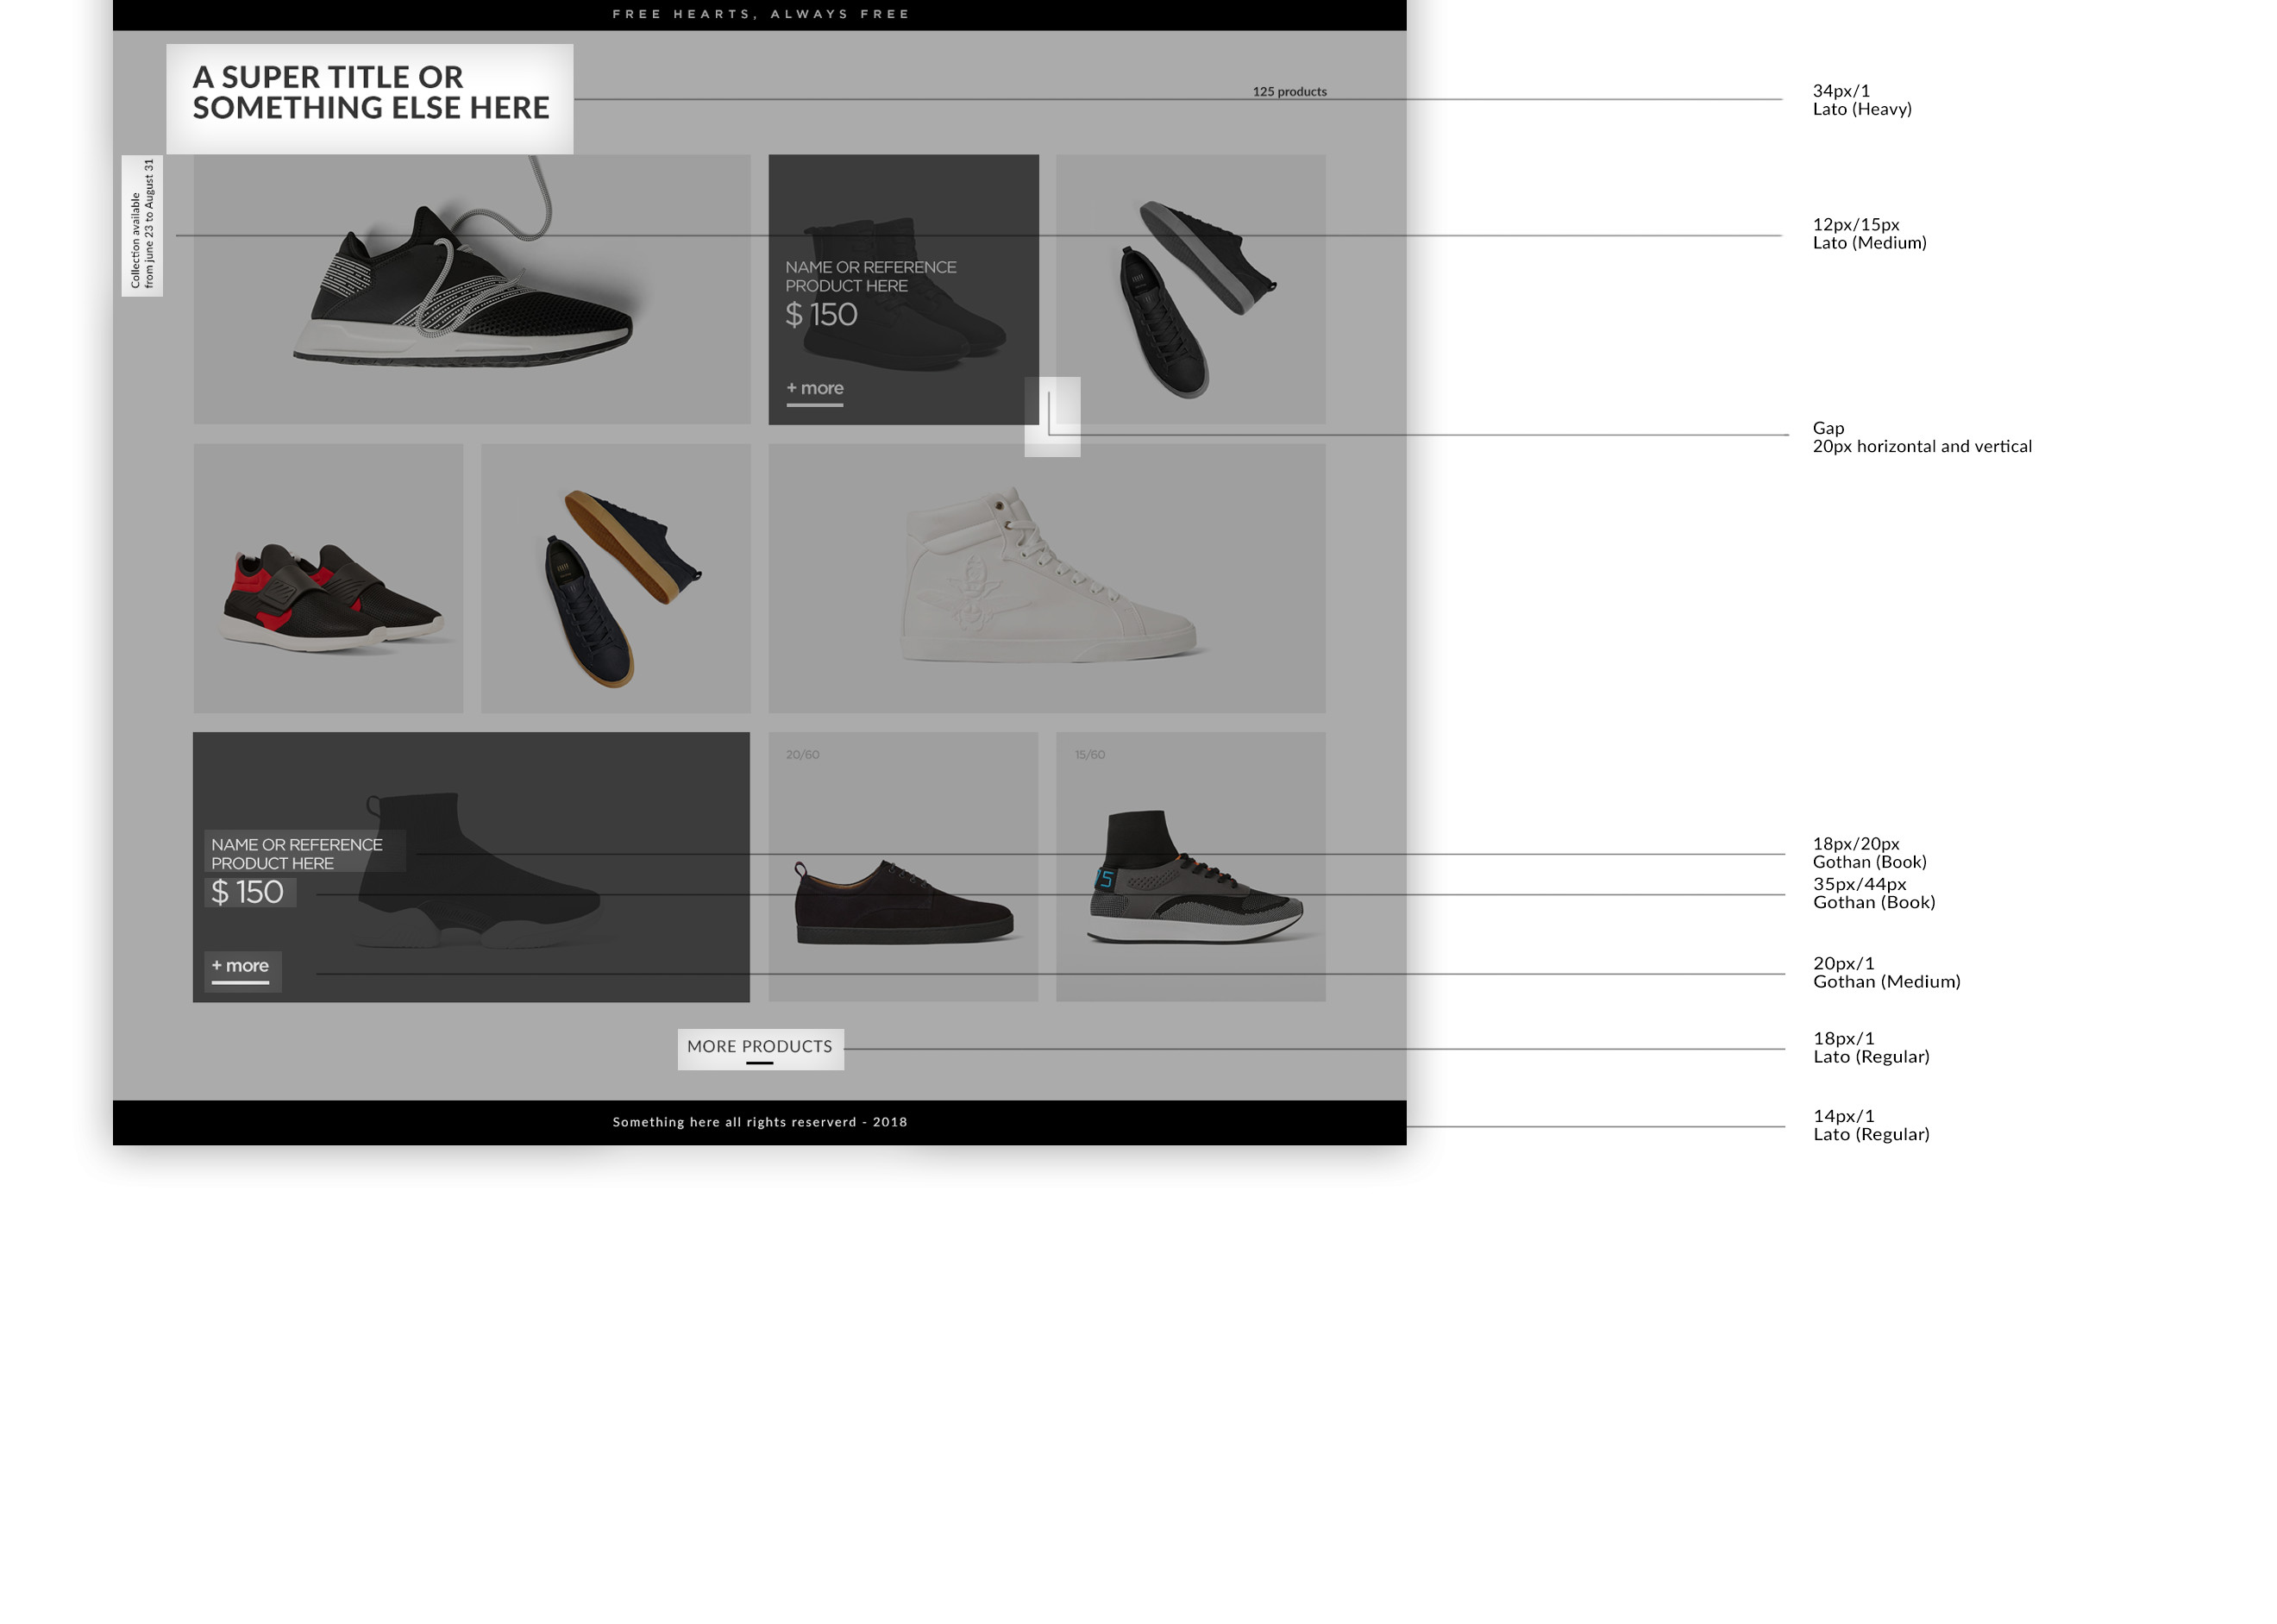 FREE HEARTS, ALWAYS FREE
A SUPER TITLE OR
SOMETHING ELSE HERE
125 products
34px/1
Lato (Heavy)
Collection available
from june 23 to August 31
12px/15px
Lato (Medium)
NAME OR REFERENCE
PRODUCT HERE
$ 150
+ more
Gap
20px horizontal and vertical
20/60
15/60
NAME OR REFERENCE
PRODUCT HERE
$ 150
+ more
18px/20px
Gothan (Book)
35px/44px
Gothan (Book)
20px/1
Gothan (Medium)
MORE PRODUCTS
18px/1
Lato (Regular)
Something here all rights reserverd - 2018
14px/1
Lato (Regular)